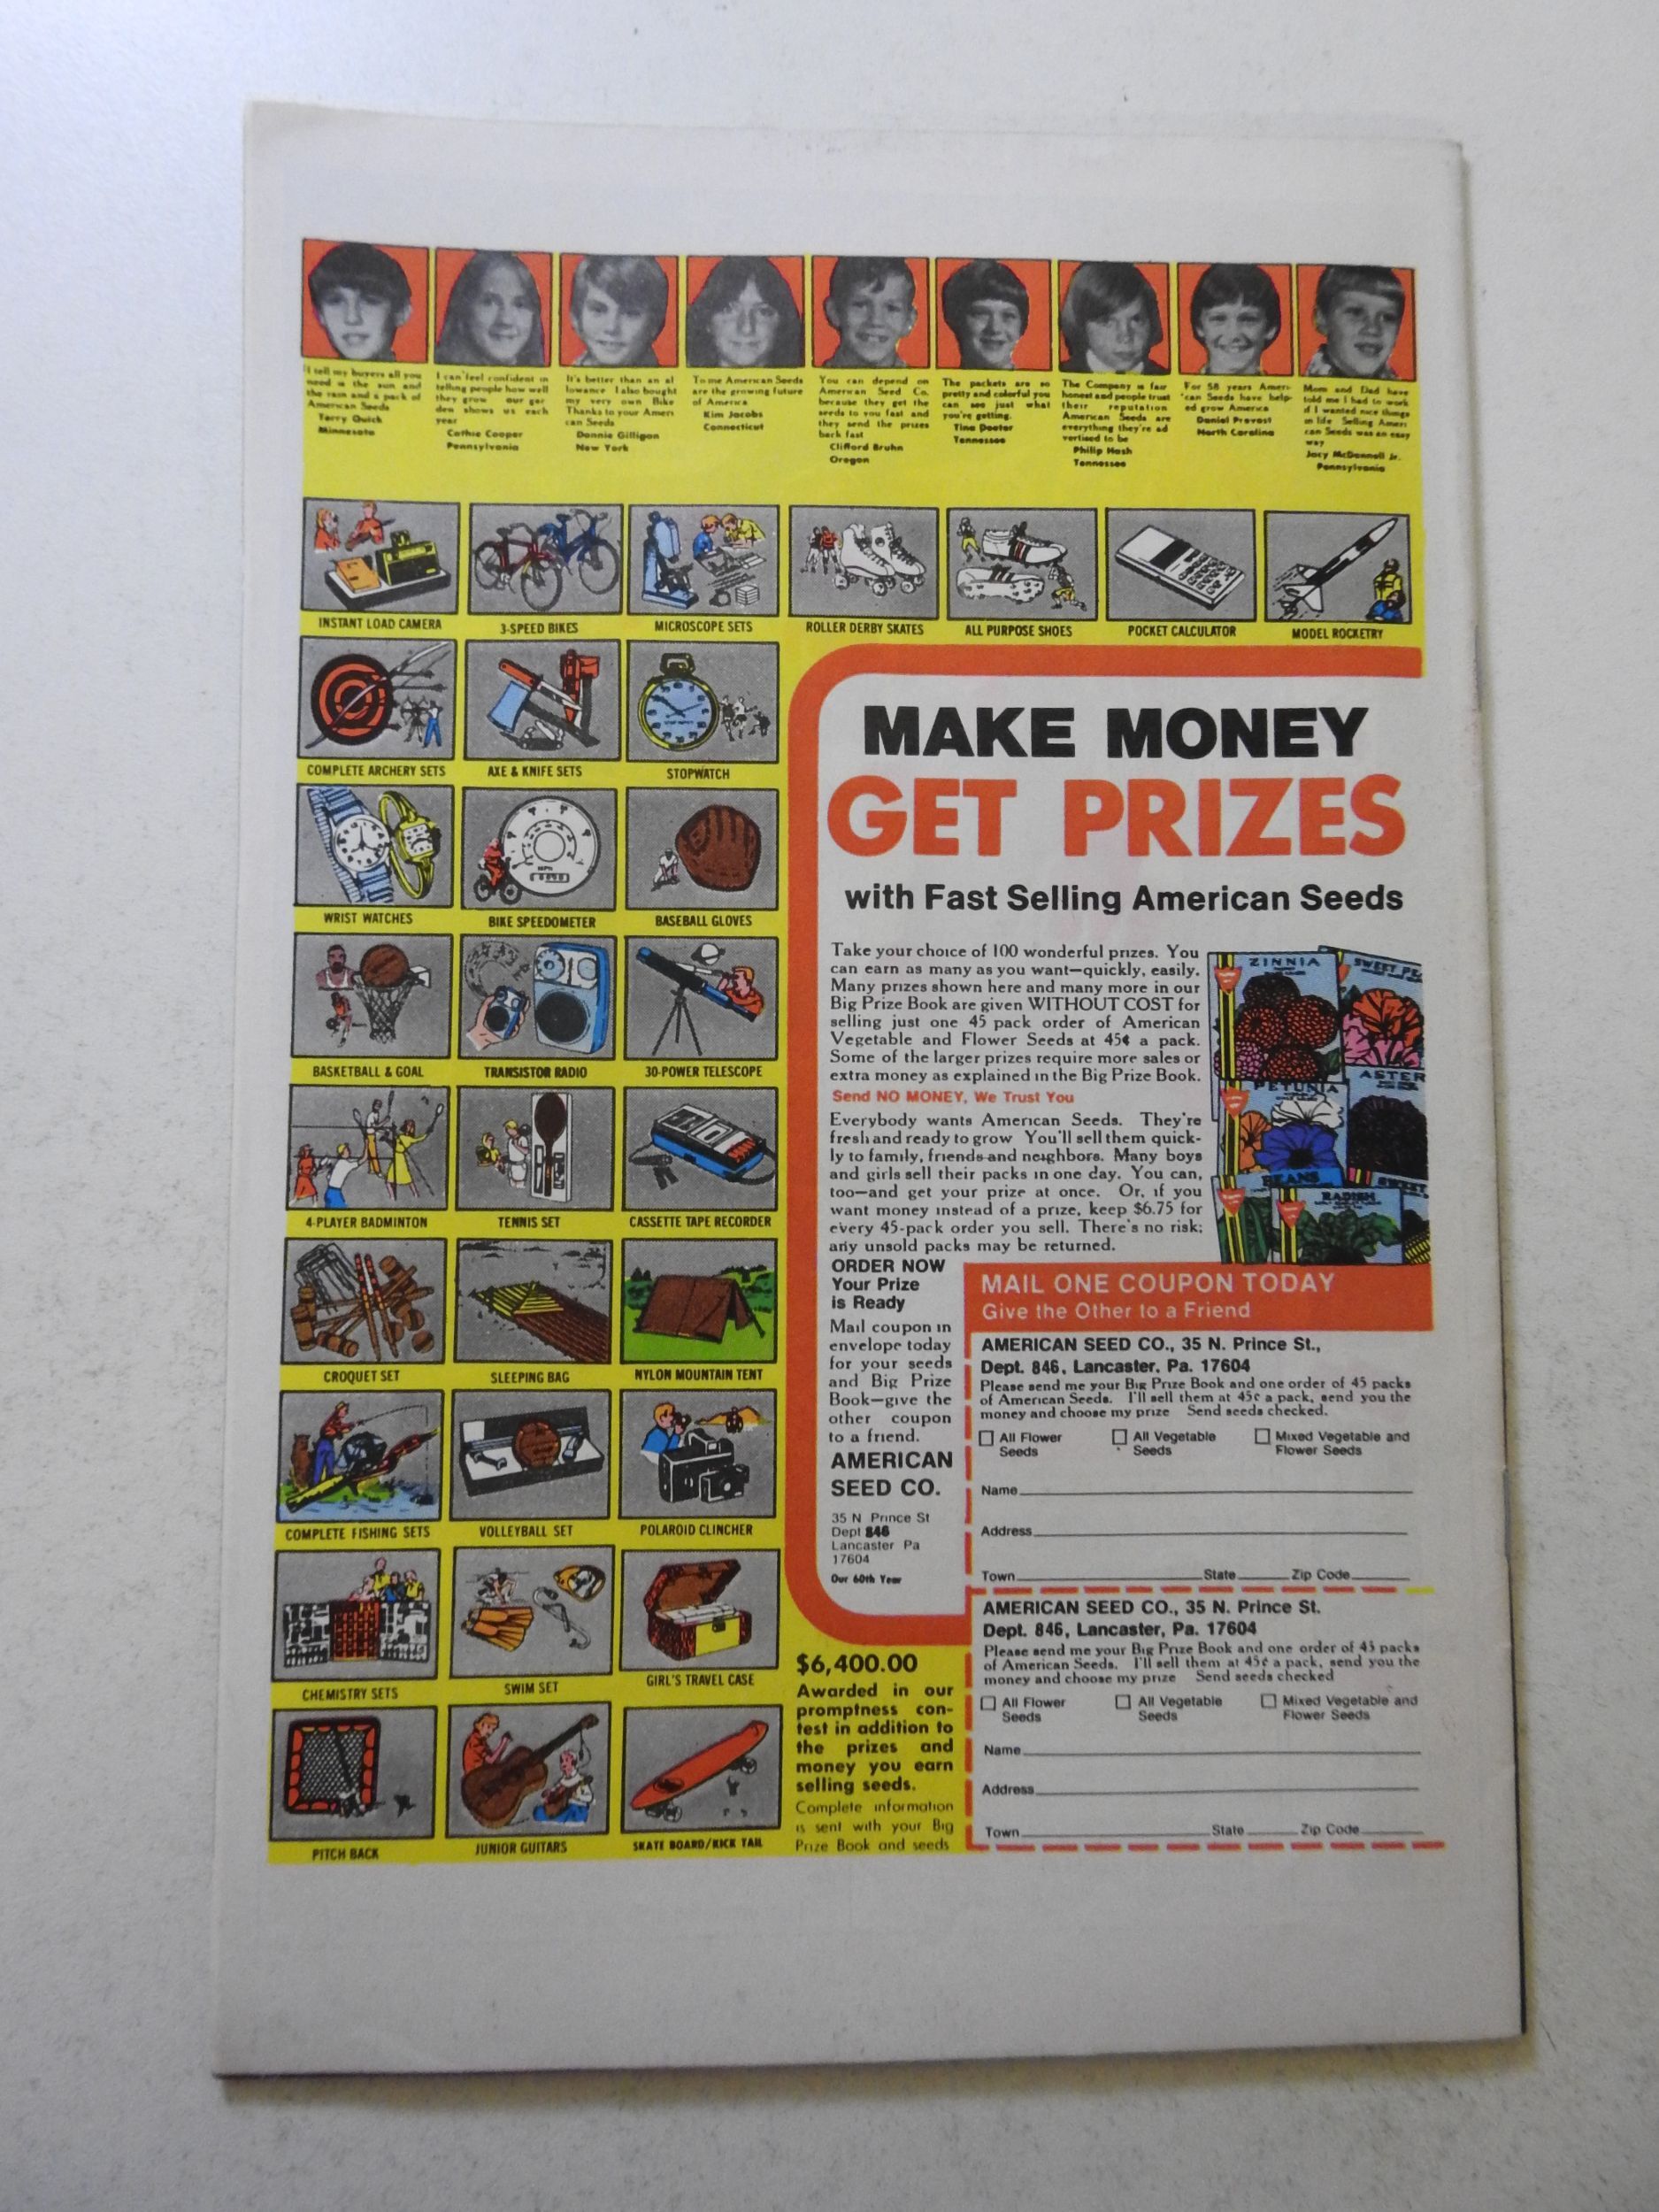 I tell my buyers all you
need is the sun and
the rain and a pack of
American Seeds
Terry Quick
Minnesota
I can feel confident in
telling people how well
they grow our gar
den shows us each
year
Cathie Cooper
Pennsylvania
It's better than an al
lowance I also bought
my very own Bike
Thanks to your Ameri
can Seeds
Donnie Gilligan
New York
To me American Seeds
are the growing future
of America
Kim Jacobs
Connecticut
You can depend on
American Seed Co.
because they get the
seeds to you fast and
they send the prizes
back fast
Clifford Bruhn
Oregon
The packets are so
pretty and colorful you
can see just what
you're getting.
Tina Deeter
Tennessee
The Company is fair
honest and people trust
their reputation
American Seeds are
everything they're ad
vertised to be
Philip Hash
Tennessee
For 58 years Ameri-
can Seeds have help-
ed grow America
Daniel Provost
North Carolina
Mom and Dad have
told me I had to work
if I wanted nice things
in life Selling Ameri
can Seeds was an easy
way
Jacy McDonnell Jr.
Pennsylvania
INSTANT LOAD CAMERA
3-SPEED BIKES
MICROSCOPE SETS
ROLLER DERBY SKATES
ALL PURPOSE SHOES
POCKET CALCULATOR
MODEL ROCKETRY
COMPLETE ARCHERY SETS
AXE & KNIFE SETS
STOPWATCH
WRIST WATCHES
BIKE SPEEDOMETER
BASEBALL GLOVES
BASKETBALL & GOAL
TRANSISTOR RADIO
30-POWER TELESCOPE
4-PLAYER BADMINTON
TENNIS SET
CASSETTE TAPE RECORDER
CROQUET SET
SLEEPING BAG
NYLON MOUNTAIN TENT
COMPLETE FISHING SETS
VOLLEYBALL SET
POLAROID CLINCHER
CHEMISTRY SETS
SWIM SET
GIRL'S TRAVEL CASE
PITCH BACK
JUNIOR GUITARS
SKATE BOARD/KICK TAIL
MAKE MONEY
GET PRIZES
with Fast Selling American Seeds
Take your choice of 100 wonderful prizes. You
can earn as many as you want—quickly, easily.
Many prizes shown here and many more in our
Big Prize Book are given WITHOUT COST for
selling just one 45 pack order of American
Vegetable and Flower Seeds at 45¢ a pack.
Some of the larger prizes require more sales or
extra money as explained in the Big Prize Book.
Send NO MONEY, We Trust You
Everybody wants American Seeds. They're
fresh and ready to grow You'll sell them quick-
ly to family, friends and neighbors. Many boys
and girls sell their packs in one day. You can,
too—and get your prize at once. Or, if you
want money instead of a prize, keep $6.75 for
every 45-pack order you sell. There's no risk;
any unsold packs may be returned.
ZINNIA
SWEET PE
ASTER
PETUNIA
BEANS
RADISH
SWEET
ORDER NOW
Your Prize
is Ready
Mail coupon in
envelope today
for your seeds
and Big Prize
Book—give the
other coupon
to a friend.
AMERICAN
SEED CO.
35 N Prince St
Dept 846
Lancaster Pa
17604
Our 60th Year
MAIL ONE COUPON TODAY
Give the Other to a Friend
AMERICAN SEED CO., 35 N. Prince St.,
Dept. 846, Lancaster, Pa. 17604
Please send me your Big Prize Book and one order of 45 packs
of American Seeds. I'll sell them at 45¢ a pack, send you the
money and choose my prize Send seeds checked.
All Flower Seeds
All Vegetable Seeds
Mixed Vegetable and Flower Seeds
Name
Address
Town State Zip Code
AMERICAN SEED CO., 35 N. Prince St.
Dept. 846, Lancaster, Pa. 17604
Please send me your Big Prize Book and one order of 45 packs
of American Seeds. I'll sell them at 45¢ a pack, send you the
money and choose my prize Send seeds checked
All Flower Seeds
All Vegetable Seeds
Mixed Vegetable and Flower Seeds
Name
Address
Town State Zip Code
$6,400.00
Awarded in our
promptness con-
test in addition to
the prizes and
money you earn
selling seeds.
Complete information
is sent with your Big
Prize Book and seeds